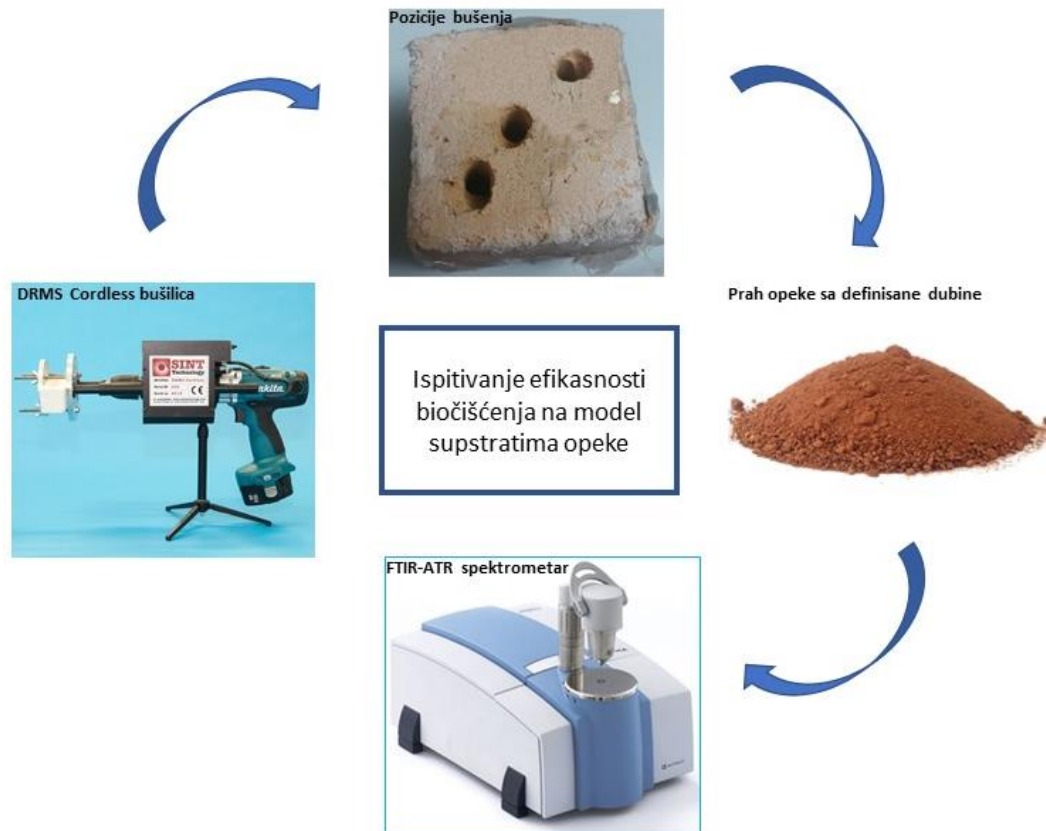 Pozicije bušenja
DRMS Cordless bušilica
SINT
Technology
makita
Prah opeke sa definisane dubine
Ispitivanje efikasnosti
biočišćenja na model
supstratima opeke
FTIR-ATR spektrometar